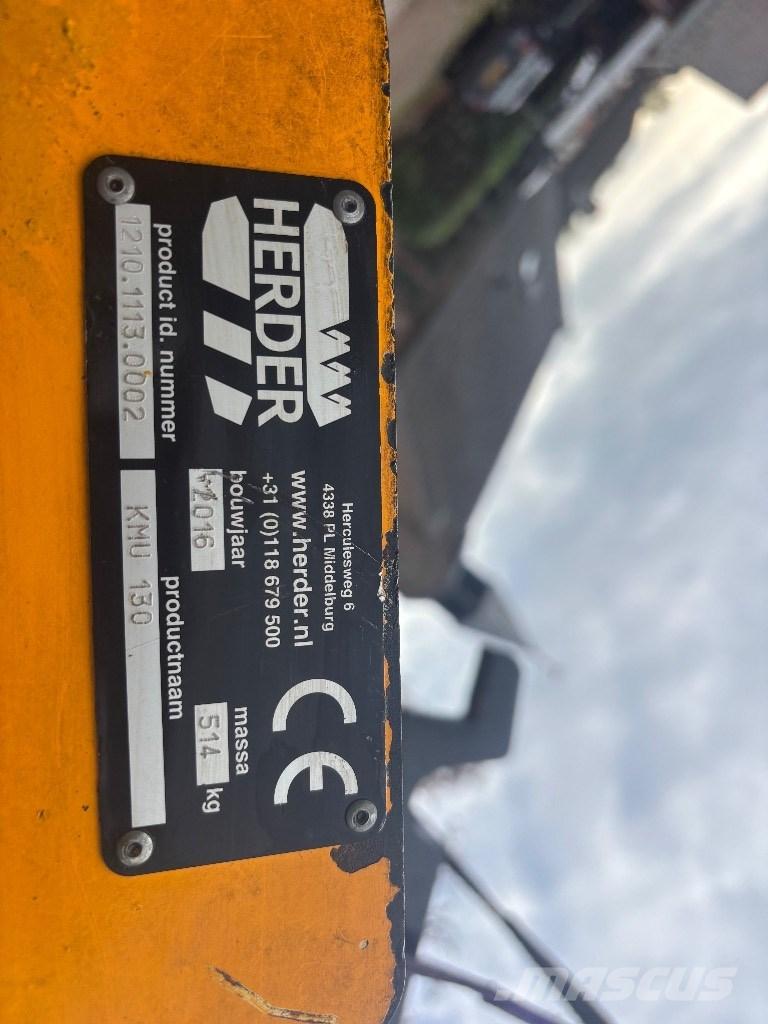 HERDER
Herculesweg 6
4338 PL Middelburg
www.herder.nl
+31 (0)118 679 500
CE
bouwjaar
2016
massa
514 kg
product id. nummer
1210.1113.0002
productnaam
KMU 130
MASCUS